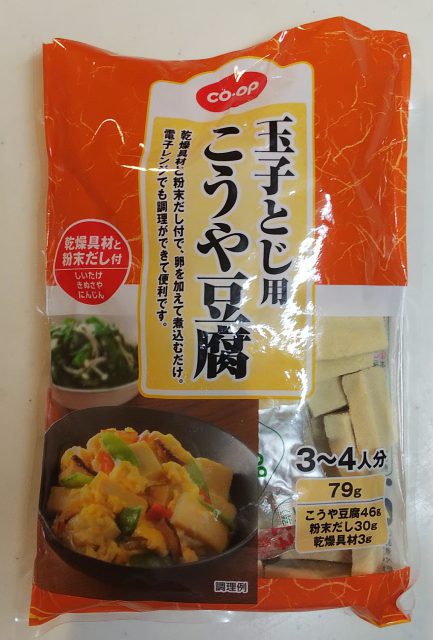 CO·OP
玉子とじ用
こうや豆腐
乾燥具材と粉末だし付で、卵を加えて煮込むだけ。
電子レンジでも調理ができて便利です。
乾燥具材と
粉末だし付
しいたけ
きぬさや
にんじん
3〜4人分
79g
こうや豆腐46g
粉末だし30g
乾燥具材3g
調理例